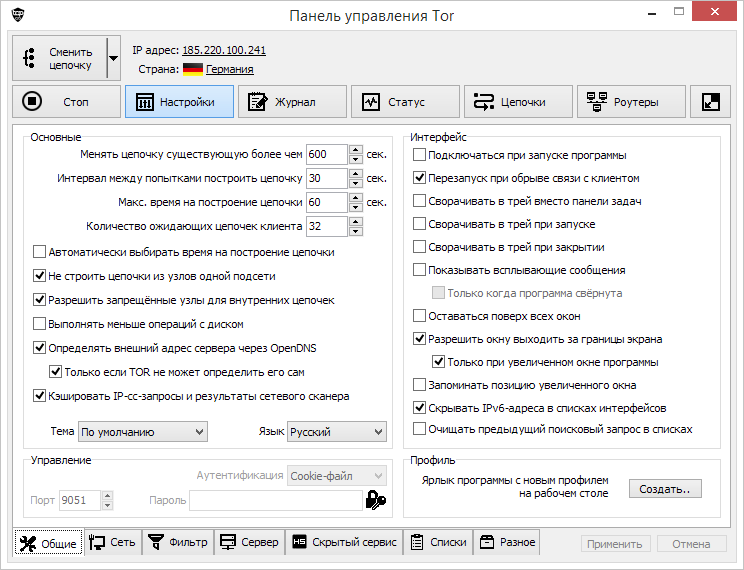 Панель управления Tor
Сменить цепочку
IP адрес: 185.220.100.241
Страна: Германия
Стоп
Настройки
Журнал
Статус
Цепочки
Роутеры
Основные
Менять цепочку существующую более чем 600 сек.
Интервал между попытками построить цепочку 30 сек.
Макс. время на построение цепочки 60 сек.
Количество ожидающих цепочек клиента 32
Автоматически выбирать время на построение цепочки
Не строить цепочки из узлов одной подсети
Разрешить запрещённые узлы для внутренних цепочек
Выполнять меньше операций с диском
Определять внешний адрес сервера через OpenDNS
Только если TOR не может определить его сам
Кэшировать IP-cc-запросы и результаты сетевого сканера
Тема По умолчанию Язык Русский
Интерфейс
Подключаться при запуске программы
Перезапуск при обрыве связи с клиентом
Сворачивать в трей вместо панели задач
Сворачивать в трей при запуске
Сворачивать в трей при закрытии
Показывать всплывающие сообщения
Только когда программа свёрнута
Оставаться поверх всех окон
Разрешить окну выходить за границы экрана
Только при увеличенном окне программы
Запоминать позицию увеличенного окна
Скрывать IPv6-адреса в списках интерфейсов
Очищать предыдущий поисковый запрос в списках
Управление
Аутентификация Cookie-файл
Порт 9051 Пароль
Профиль
Ярлык программы с новым профилем
на рабочем столе
Создать..
Общие
Сеть
Фильтр
Сервер
HS Скрытый сервис
Списки
Разное
Применить
Отмена